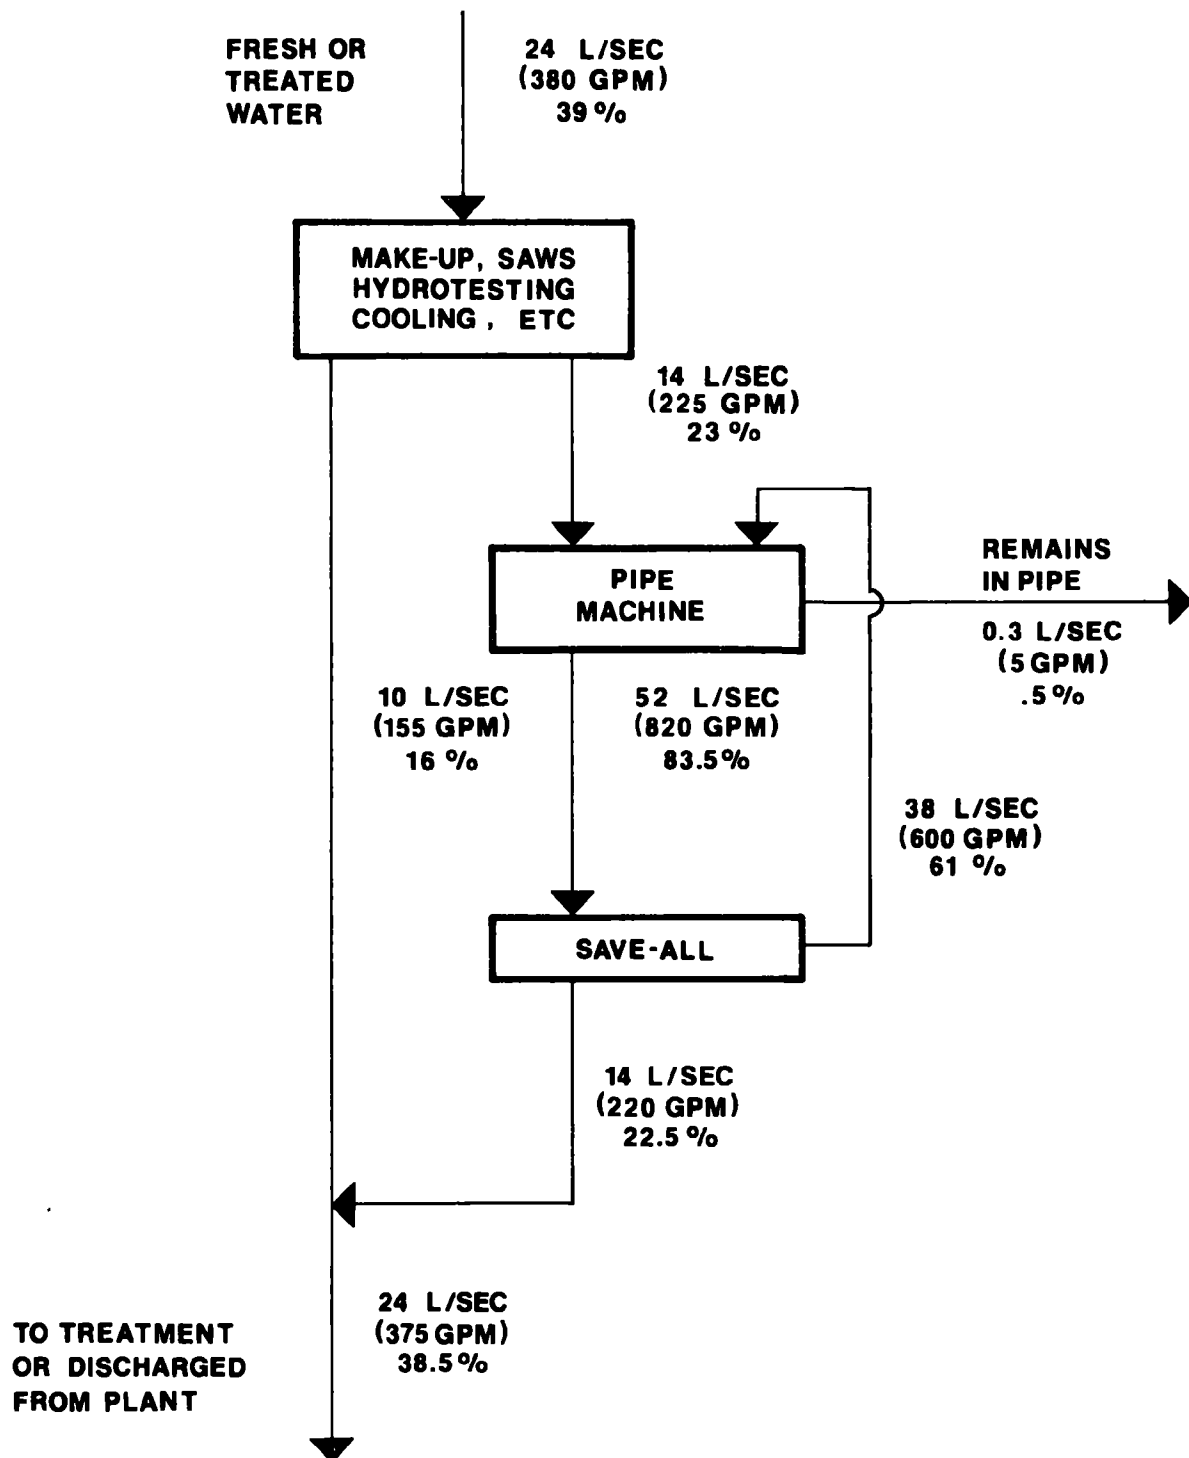 FRESH OR
TREATED
WATER
24 L/SEC
(380 GPM)
39%
MAKE-UP, SAWS
HYDROTESTING
COOLING, ETC
14 L/SEC
(225 GPM)
23%
PIPE
MACHINE
REMAINS
IN PIPE
0.3 L/SEC
(5 GPM)
.5%
10 L/SEC
(155 GPM)
16%
52 L/SEC
(820 GPM)
83.5%
38 L/SEC
(600 GPM)
61%
SAVE-ALL
14 L/SEC
(220 GPM)
22.5%
24 L/SEC
(375 GPM)
38.5%
TO TREATMENT
OR DISCHARGED
FROM PLANT